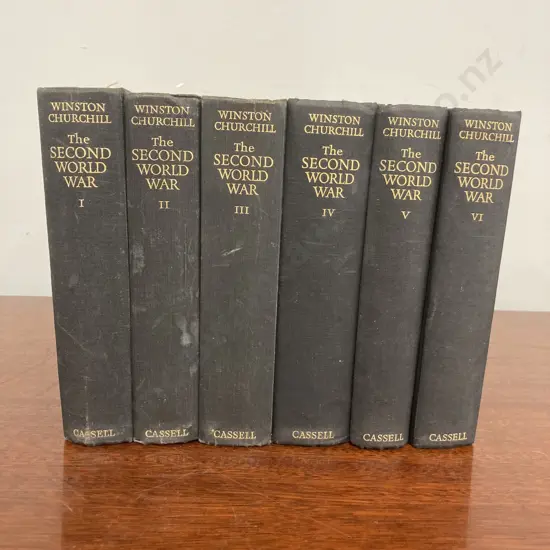 WINSTON
CHURCHILL
The
SECOND
WORLD
WAR
I
CASSELL
WINSTON
CHURCHILL
The
SECOND
WORLD
WAR
II
CASSELL
WINSTON
CHURCHILL
The
SECOND
WORLD
WAR
III
CASSELL
WINSTON
CHURCHILL
The
SECOND
WORLD
WAR
IV
CASSELL
WINSTON
CHURCHILL
The
SECOND
WORLD
WAR
V
CASSELL
WINSTON
CHURCHILL
The
SECOND
WORLD
WAR
VI
CASSELL